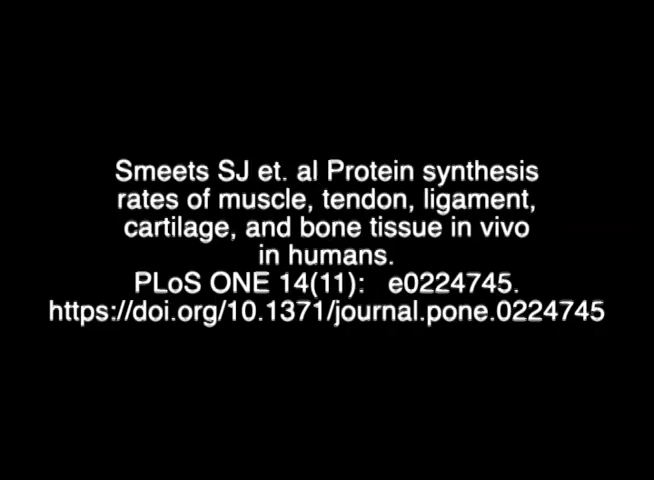 Smeets SJ et. al Protein synthesis
rates of muscle, tendon, ligament,
cartilage, and bone tissue in vivo
in humans.
PLoS ONE 14(11): e0224745.
https://doi.org/10.1371/journal.pone.0224745